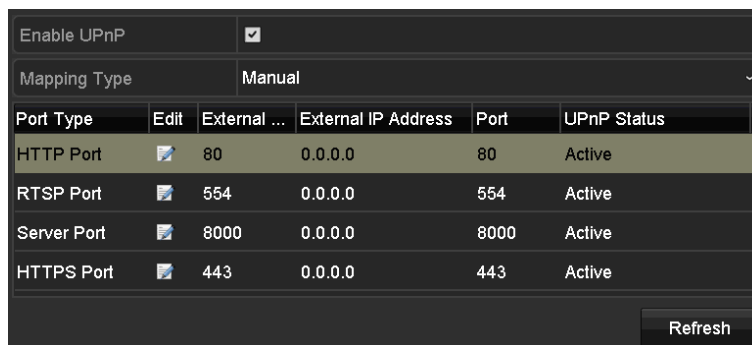 Enable UPnP
Mapping Type Manual
Port Type Edit External ... External IP Address Port UPnP Status
HTTP Port 80 0.0.0.0 80 Active
RTSP Port 554 0.0.0.0 554 Active
Server Port 8000 0.0.0.0 8000 Active
HTTPS Port 443 0.0.0.0 443 Active
Refresh